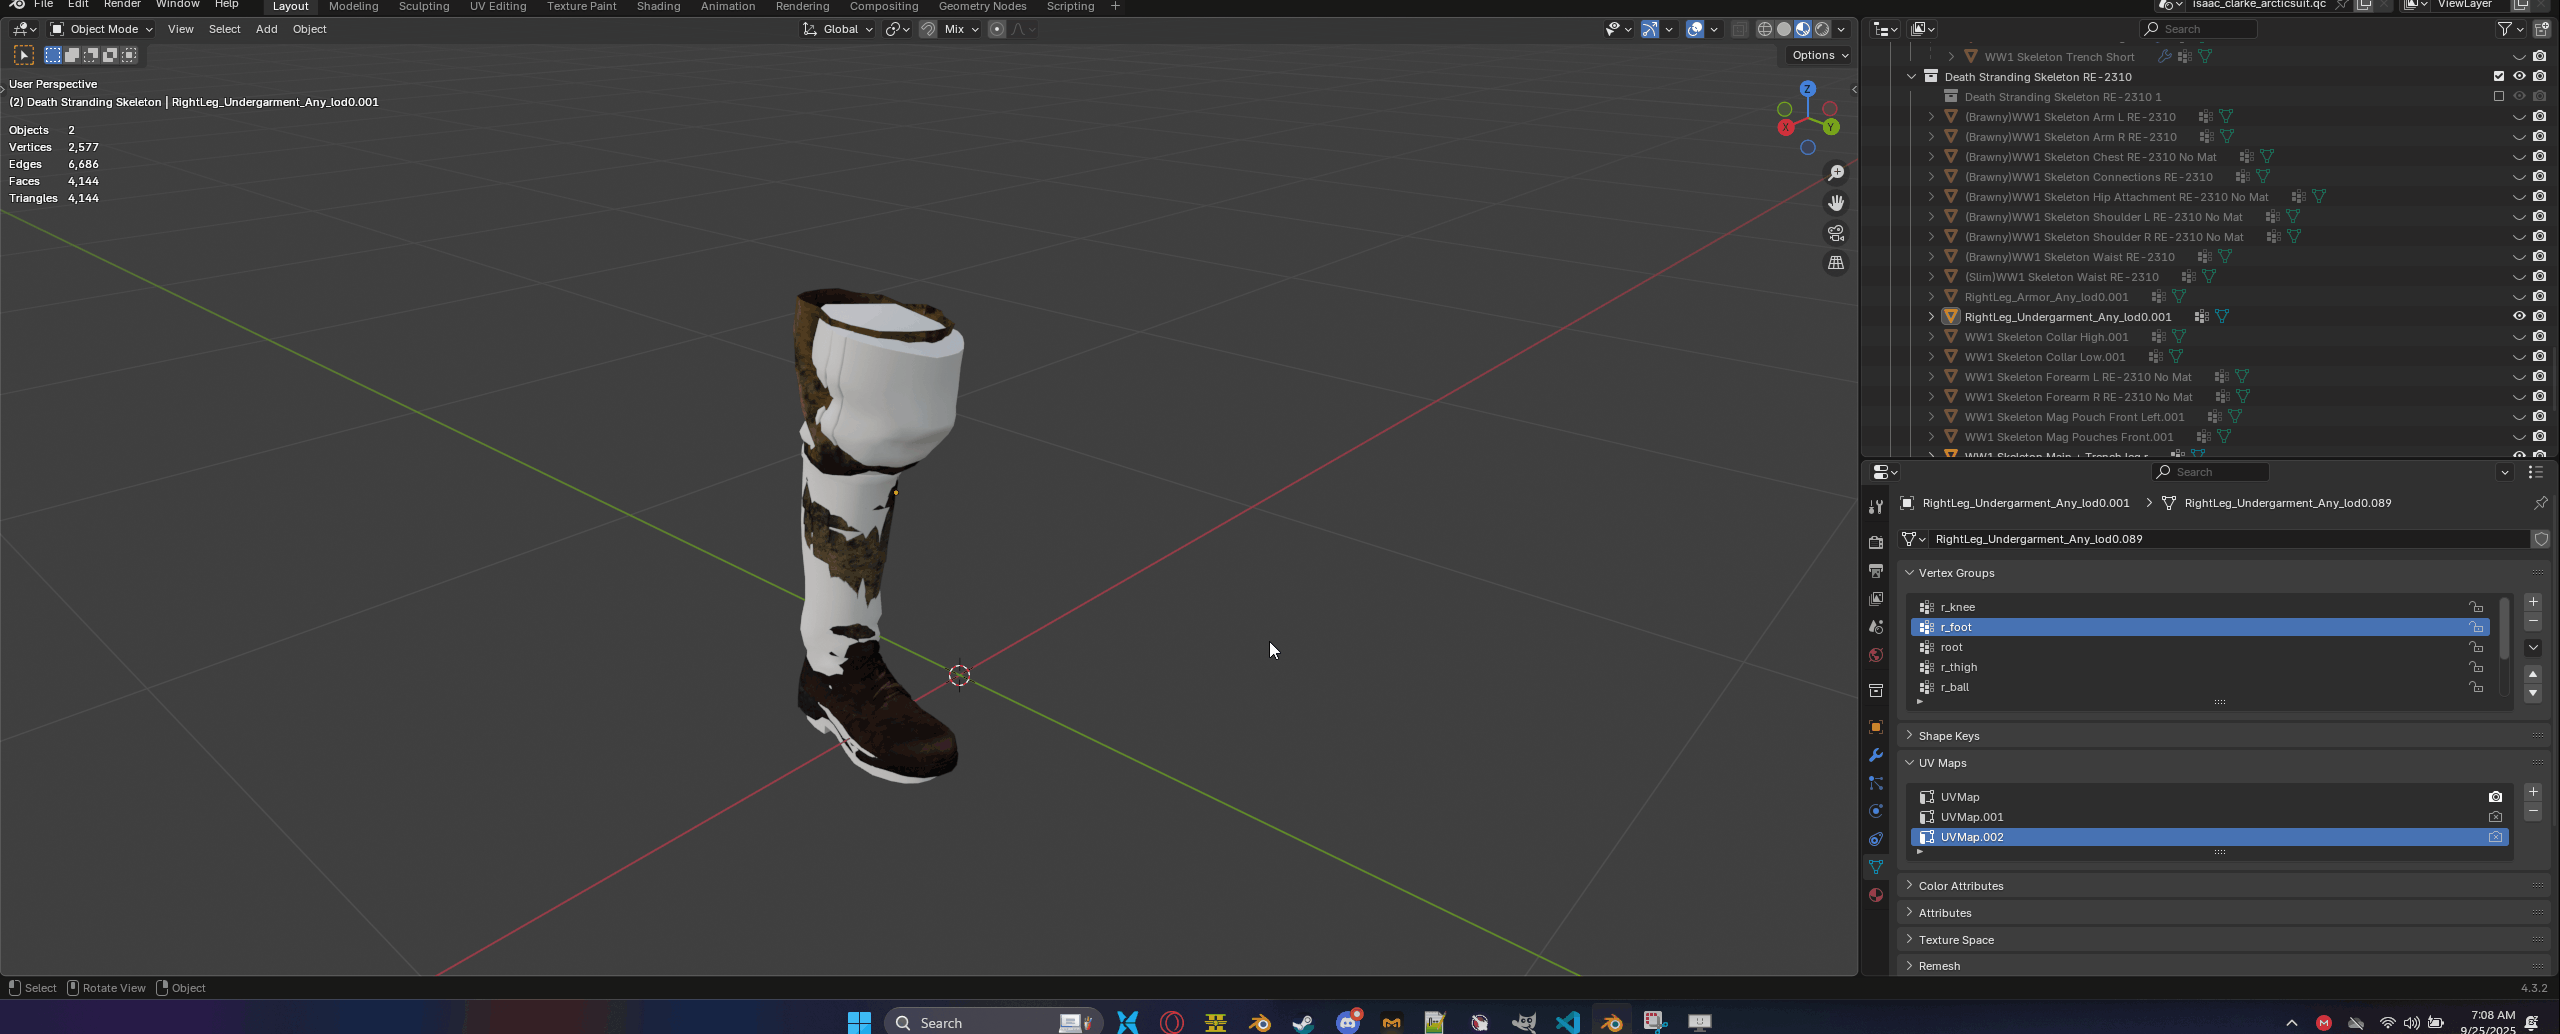 File Edit Render Window Help Layout Modeling Sculpting UV Editing Texture Paint Shading Animation Rendering Compositing Geometry Nodes Scripting + isaac_clarke_arcticsuit.qc ViewLayer
Object Mode View Select Add Object Global Mix Search
Options
User Perspective
(2) Death Stranding Skeleton | RightLeg_Undergarment_Any_lod0.001
Objects 2
Vertices 2,577
Edges 6,686
Faces 4,144
Triangles 4,144
Z
X
Y
WW1 Skeleton Trench Short
Death Stranding Skeleton RE-2310
Death Stranding Skeleton RE-2310 1
(Brawny)WW1 Skeleton Arm L RE-2310
(Brawny)WW1 Skeleton Arm R RE-2310
(Brawny)WW1 Skeleton Chest RE-2310 No Mat
(Brawny)WW1 Skeleton Connections RE-2310
(Brawny)WW1 Skeleton Hip Attachment RE-2310 No Mat
(Brawny)WW1 Skeleton Shoulder L RE-2310 No Mat
(Brawny)WW1 Skeleton Shoulder R RE-2310 No Mat
(Brawny)WW1 Skeleton Waist RE-2310
(Slim)WW1 Skeleton Waist RE-2310
RightLeg_Armor_Any_lod0.001
RightLeg_Undergarment_Any_lod0.001
WW1 Skeleton Collar High.001
WW1 Skeleton Collar Low.001
WW1 Skeleton Forearm L RE-2310 No Mat
WW1 Skeleton Forearm R RE-2310 No Mat
WW1 Skeleton Mag Pouch Front Left.001
WW1 Skeleton Mag Pouches Front.001
WW1 Skeleton Main + Trench leg r
Search
RightLeg_Undergarment_Any_lod0.001 > RightLeg_Undergarment_Any_lod0.089
RightLeg_Undergarment_Any_lod0.089
Vertex Groups
r_knee
r_foot
root
r_thigh
r_ball
Shape Keys
UV Maps
UVMap
UVMap.001
UVMap.002
Color Attributes
Attributes
Texture Space
Remesh
Select Rotate View Object 4.3.2
Search
7:08 AM
9/25/2025